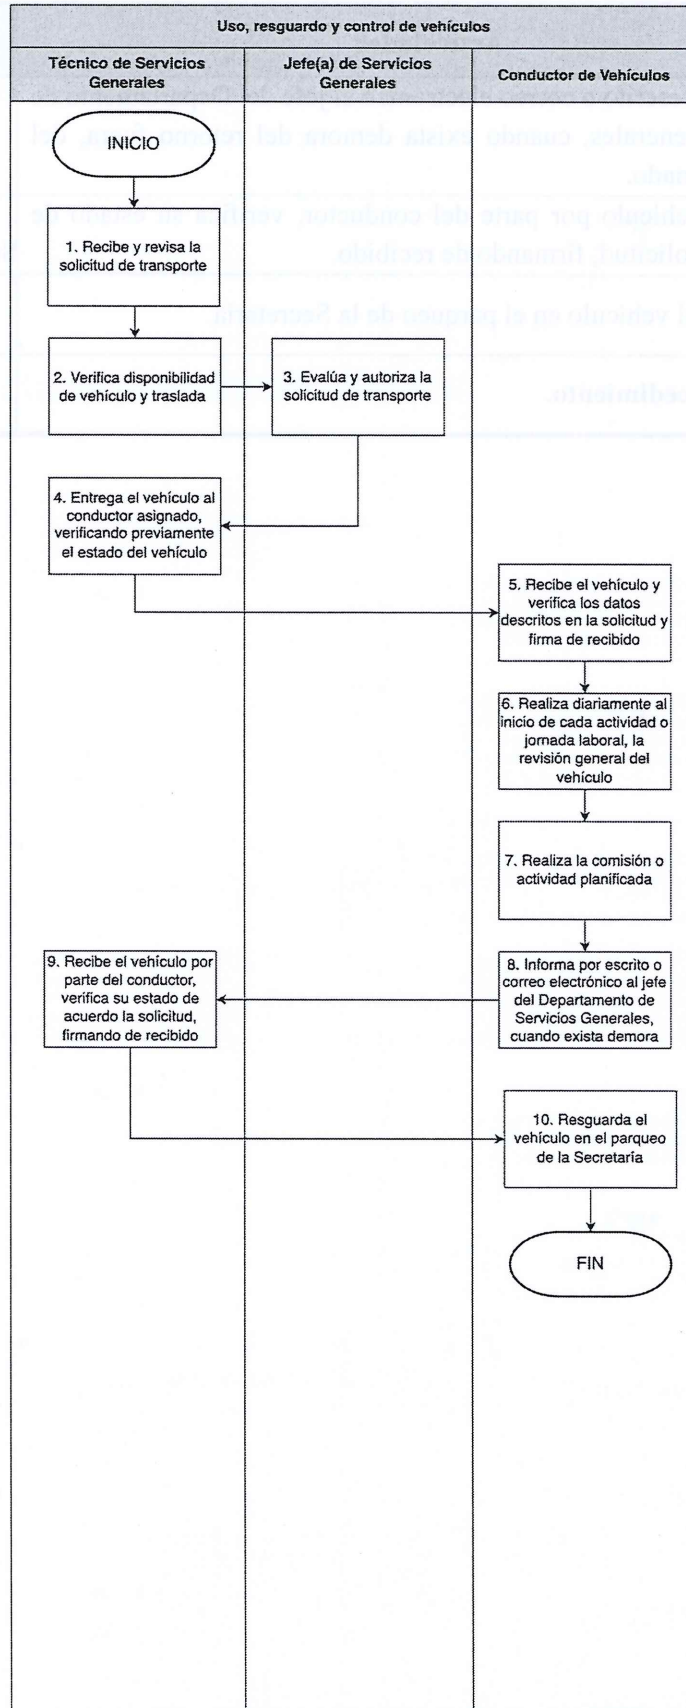 Uso, resguardo y control de vehículos
Técnico de Servicios
Generales
Jefe(a) de Servicios
Generales
Conductor de Vehículos
INICIO
1. Recibe y revisa la
solicitud de transporte
2. Verifica disponibilidad
de vehículo y traslada
3. Evalúa y autoriza la
solicitud de transporte
4. Entrega el vehículo al
conductor asignado,
verificando previamente
el estado del vehículo
5. Recibe el vehículo y
verifica los datos
descritos en la solicitud y
firma de recibido
6. Realiza diariamente al
inicio de cada actividad o
jornada laboral, la
revisión general del
vehículo
7. Realiza la comisión o
actividad planificada
8. Informa por escrito o
correo electrónico al jefe
del Departamento de
Servicios Generales,
cuando exista demora
9. Recibe el vehículo por
parte del conductor,
verifica su estado de
acuerdo la solicitud,
firmando de recibido
10. Resguarda el
vehículo en el parqueo
de la Secretaría
FIN